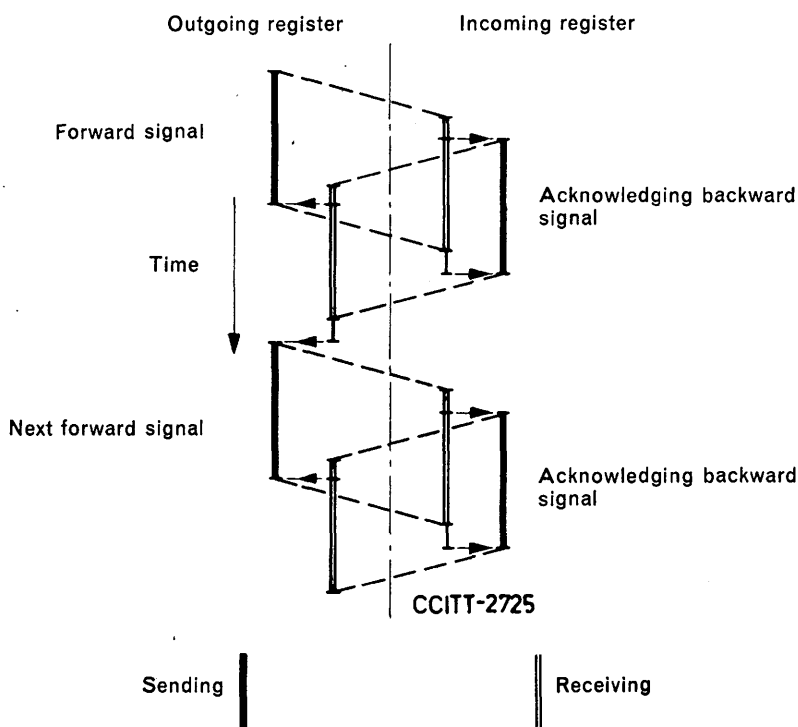 Outgoing register
Incoming register
Forward signal
Acknowledging backward
signal
Time
Next forward signal
Acknowledging backward
signal
CCITT-2725
Sending
Receiving